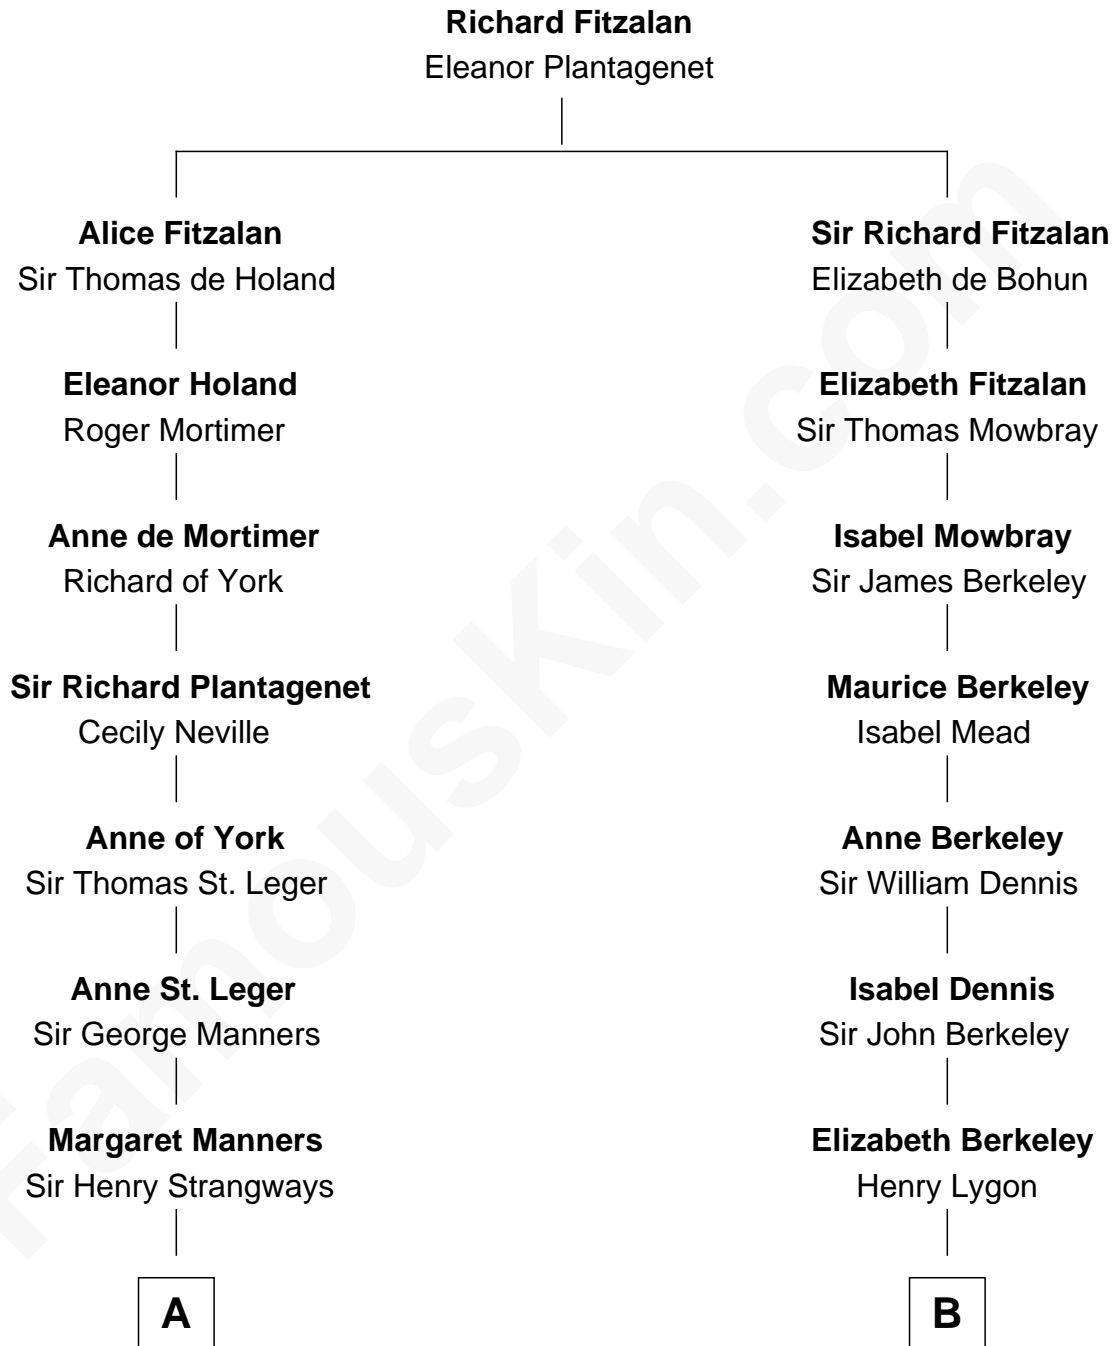 Richard Fitzalan
Eleanor Plantagenet
Alice Fitzalan
Sir Thomas de Holand
Sir Richard Fitzalan
Elizabeth de Bohun
Eleanor Holand
Roger Mortimer
Elizabeth Fitzalan
Sir Thomas Mowbray
Anne de Mortimer
Richard of York
Isabel Mowbray
Sir James Berkeley
Sir Richard Plantagenet
Cecily Neville
Maurice Berkeley
Isabel Mead
Anne of York
Sir Thomas St. Leger
Anne Berkeley
Sir William Dennis
Anne St. Leger
Sir George Manners
Isabel Dennis
Sir John Berkeley
Margaret Manners
Sir Henry Strangways
Elizabeth Berkeley
Henry Lygon
A
B
FamousKin.com